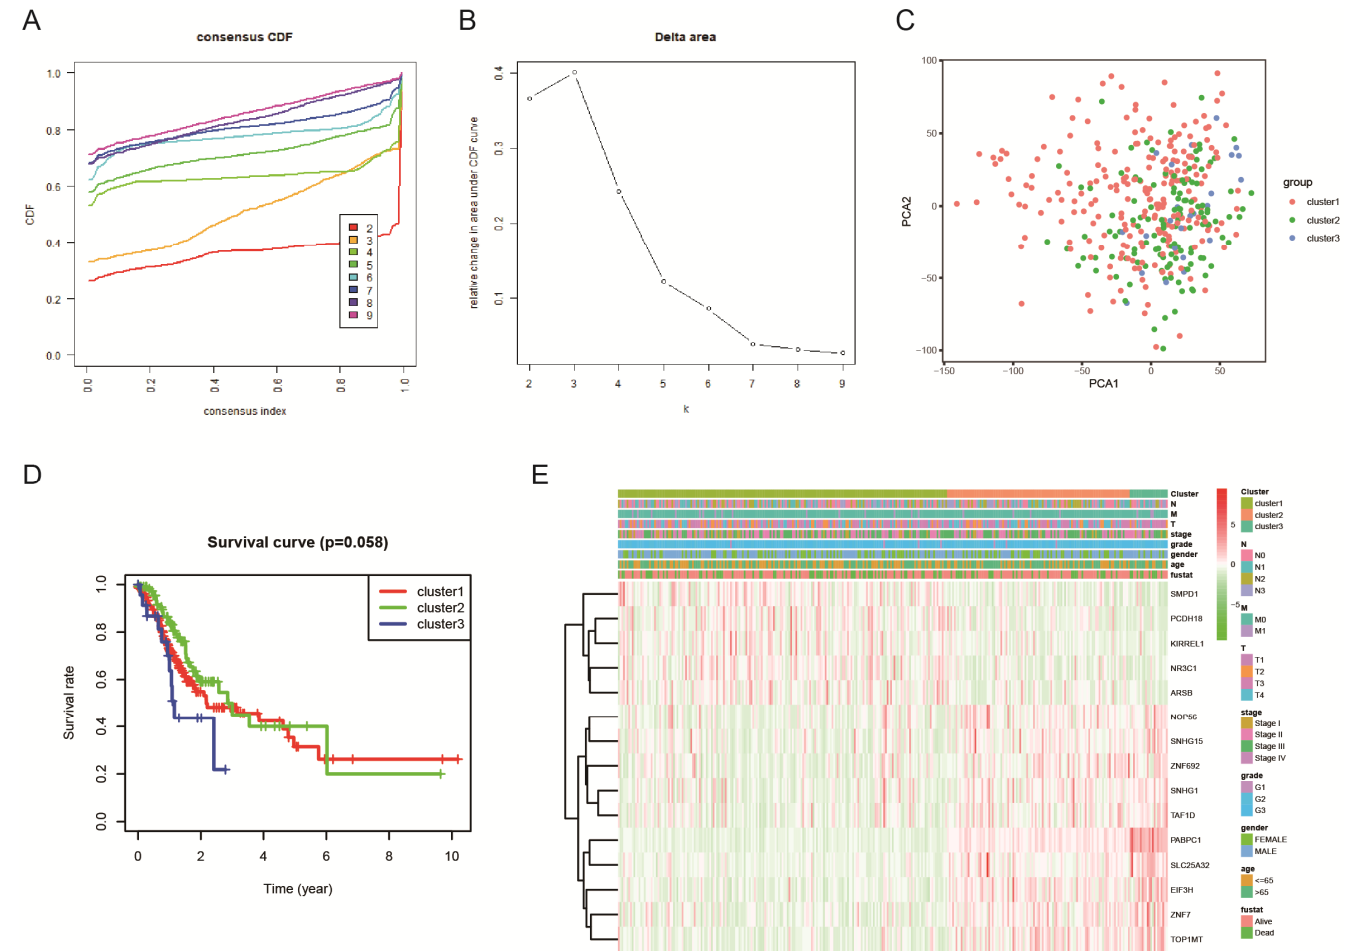 A
consensus CDF
CDF
1.0
0.8
0.6
0.4
0.2
0.0
2
3
4
5
6
7
8
9
0.0
0.2
0.4
0.6
0.8
1.0
consensus index
B
Delta area
relative change in area under CDF curve
0.4
0.3
0.2
0.1
2
3
4
5
6
7
8
9
k
C
PCA2
100
50
0
−50
−100
−150
−100
−50
0
50
PCA1
group
cluster1
cluster2
cluster3
D
Survival curve (p=0.058)
Survival rate
1.0
0.8
0.6
0.4
0.2
0.0
cluster1
cluster2
cluster3
0
2
4
6
8
10
Time (year)
E
Cluster
N
M
T
stage
grade
gender
age
fustat
SMPD1
PCDH18
KIRREL1
NR3C1
ARSB
NOP56
SNHG15
ZNF692
SNHG1
TAF1D
PABPC1
SLC25A32
EIF3H
ZNF7
TOP1MT
5
0
−5
Cluster
cluster1
cluster2
cluster3
N
N0
N1
N2
N3
M
M0
M1
T
T1
T2
T3
T4
stage
Stage I
Stage II
Stage III
Stage IV
grade
G1
G2
G3
gender
FEMALE
MALE
age
<=65
>65
fustat
Alive
Dead